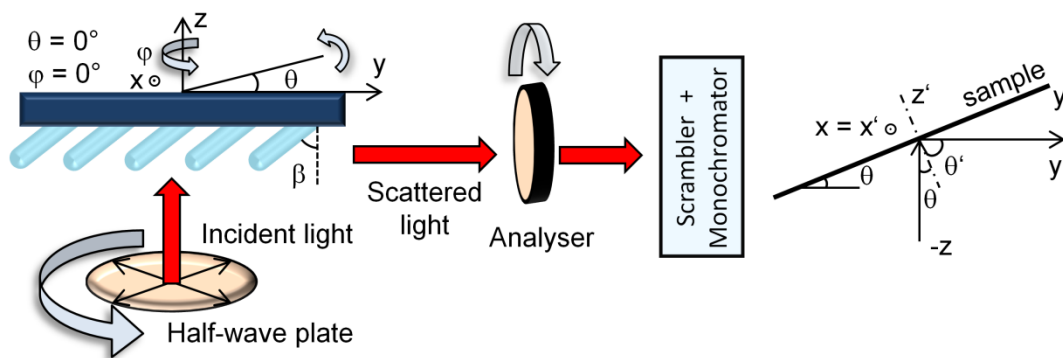 z
θ = 0°
φ = 0°
φ
x
θ
y
β
Incident light
Half-wave plate
Scattered
light
Analyser
Scrambler +
Monochromator
z‘
sample
y‘
x = x‘
θ
θ‘
y
θ
-z